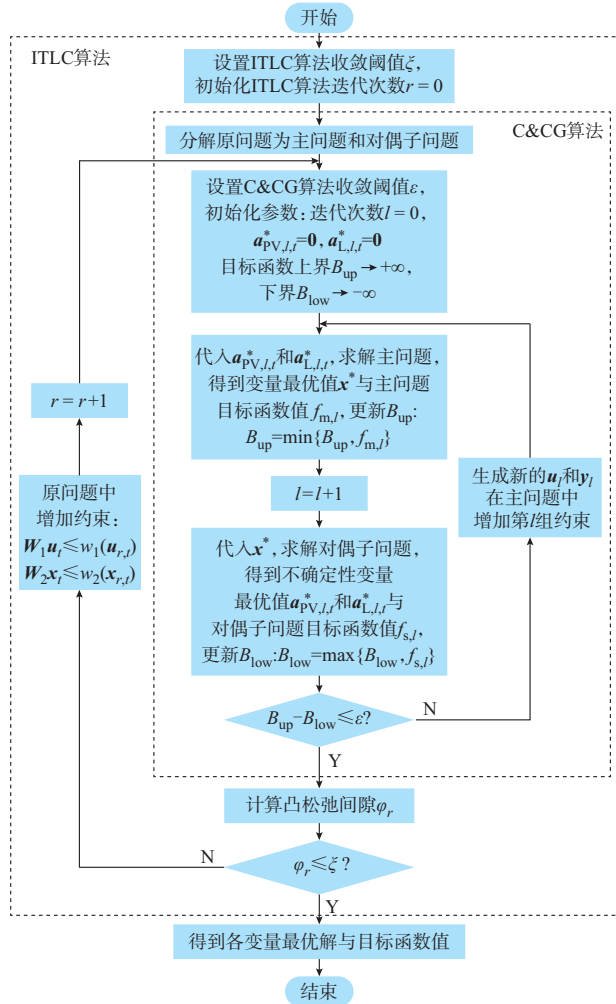 开始
ITLC算法
设置ITLC算法收敛阈值ξ,
初始化ITLC算法迭代次数r = 0
C&CG算法
分解原问题为主问题和对偶子问题
设置C&CG算法收敛阈值ε,
初始化参数：迭代次数l = 0,
a*PV,l,t=0, a*L,l,t=0
目标函数上界Bup → +∞,
下界Blow → −∞
代入a*PV,l,t和a*L,l,t, 求解主问题,
得到变量最优值x*与主问题
目标函数值 fm,l, 更新Bup:
Bup=min{Bup, fm,l}
r = r+1
l=l+1
生成新的ul和yl
在主问题中
增加第l组约束
原问题中
增加约束：
W1ut≤w1(ur,t)
W2xt≤w2(xr,t)
代入x*, 求解对偶子问题,
得到不确定性变量
最优值a*PV,l,t和a*L,l,t与
对偶子问题目标函数值fs,l,
更新Blow:Blow=max{Blow, fs,l}
Bup−Blow≤ε?
N
Y
计算凸松弛间隙φr
φr≤ξ ?
N
Y
得到各变量最优解与目标函数值
结束